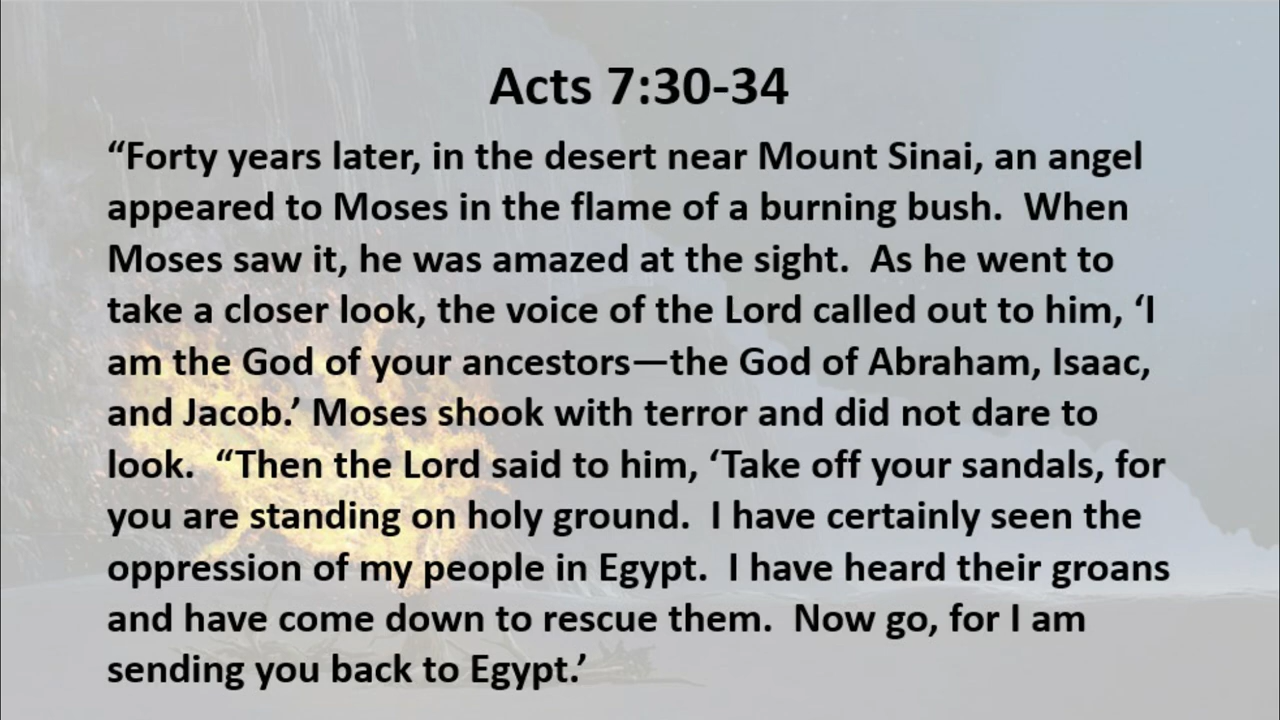 Acts 7:30-34
“Forty years later, in the desert near Mount Sinai, an angel
appeared to Moses in the flame of a burning bush.  When
Moses saw it, he was amazed at the sight.  As he went to
take a closer look, the voice of the Lord called out to him, ‘I
am the God of your ancestors—the God of Abraham, Isaac,
and Jacob.’ Moses shook with terror and did not dare to
look.  “Then the Lord said to him, ‘Take off your sandals, for
you are standing on holy ground.  I have certainly seen the
oppression of my people in Egypt.  I have heard their groans
and have come down to rescue them.  Now go, for I am
sending you back to Egypt.’